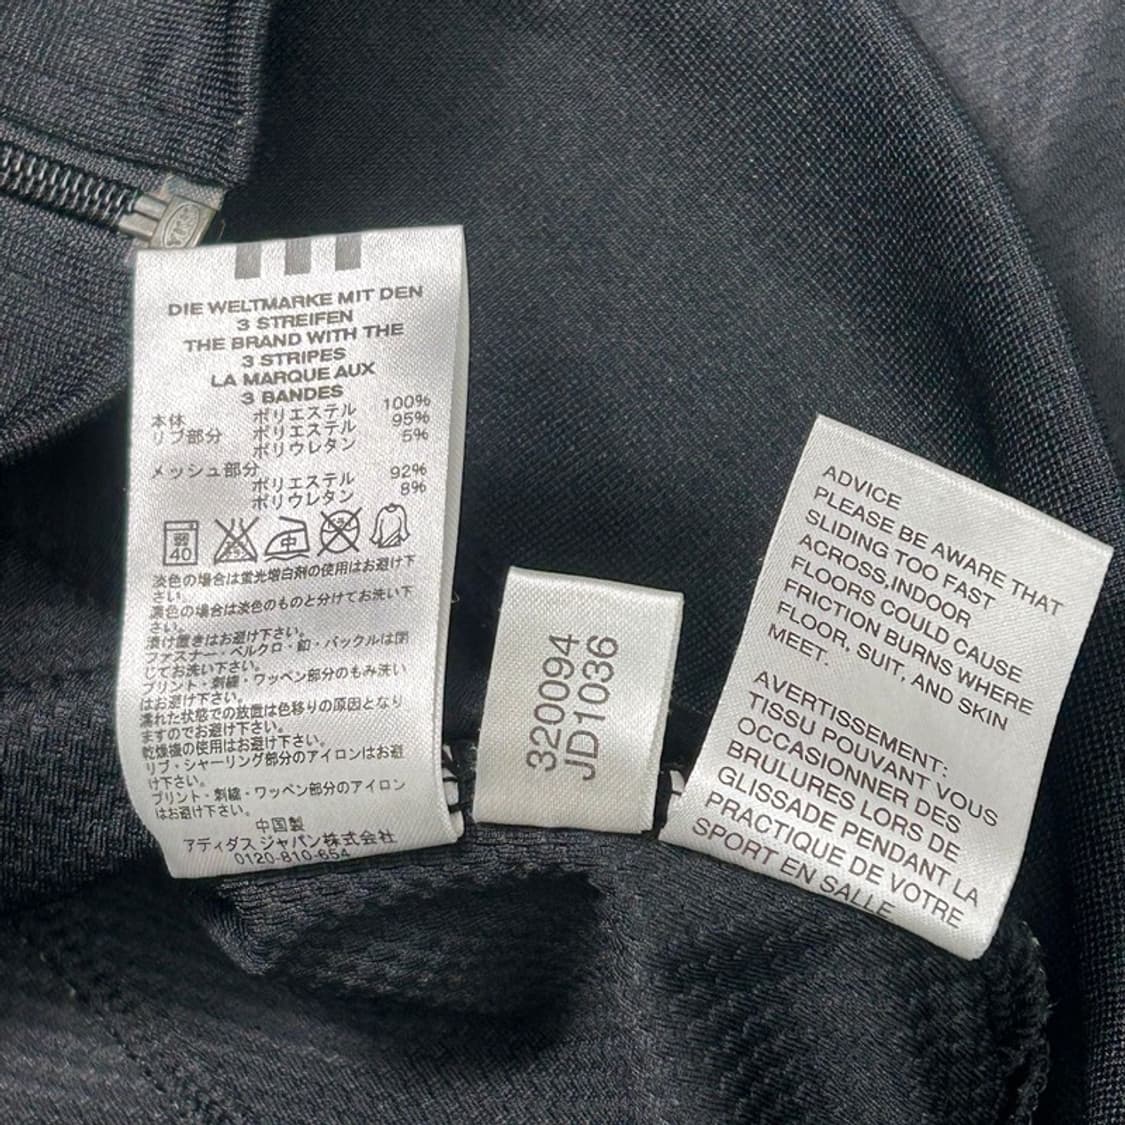 DIE WELTMARKE MIT DEN
3 STREIFEN
THE BRAND WITH THE
3 STRIPES
LA MARQUE AUX
3 BANDES
本体 ポリエステル 100%
リブ部分 ポリエステル 95%
ポリウレタン 5%
メッシュ部分
ポリエステル 92%
ポリウレタン 8%
40 中
淡色の場合は蛍光増白剤の使用はお避け下
さい。
濃色の場合は淡色のものと分けてお洗い下
さい。
漬け置きはお避け下さい。
ファスナー・ベルクロ・釦・バックルは閉
じてお洗い下さい。
プリント・刺繍・ワッペン部分のもみ洗い
はお避け下さい。
濡れた状態での放置は色移りの原因となり
ますのでお避け下さい。
乾燥機の使用はお避け下さい。
リブ・シャーリング部分のアイロンはお避
け下さい。
プリント・刺繍・ワッペン部分のアイロン
はお避け下さい。
中国製
アディダス ジャパン株式会社
0120-810-654
320094
JD1036
ADVICE
PLEASE BE AWARE THAT
SLIDING TOO FAST
ACROSS.INDOOR
FLOORS COULD CAUSE
FRICTION BURNS WHERE
FLOOR, SUIT, AND SKIN
MEET.
AVERTISSEMENT:
TISSU POUVANT VOUS
OCCASIONNER DES
BRULURES LORS DE
GLISSADE PENDANT LA
PRACTIQUE DE VOTRE
SPORT EN SALLE